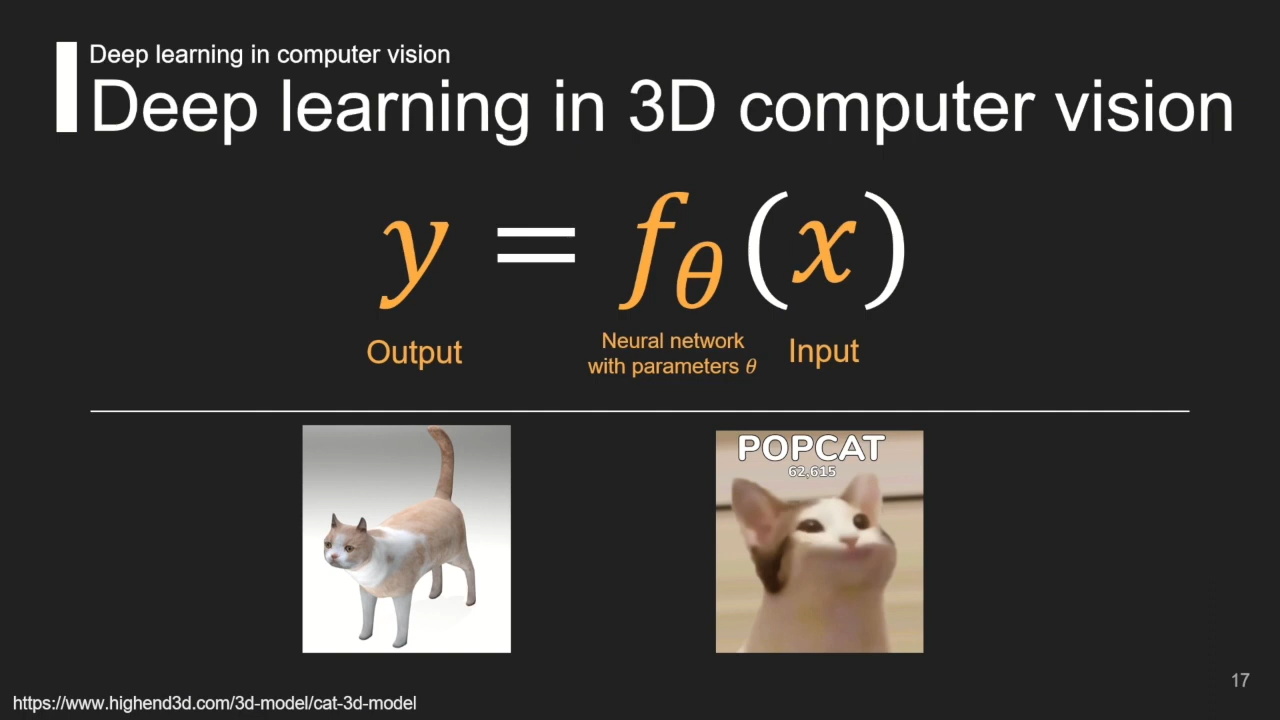 Deep learning in computer vision
Deep learning in 3D computer vision
y = f_θ(x)
Output
Neural network
with parameters θ
Input
POPCAT
62,615
17
https://www.highend3d.com/3d-model/cat-3d-model